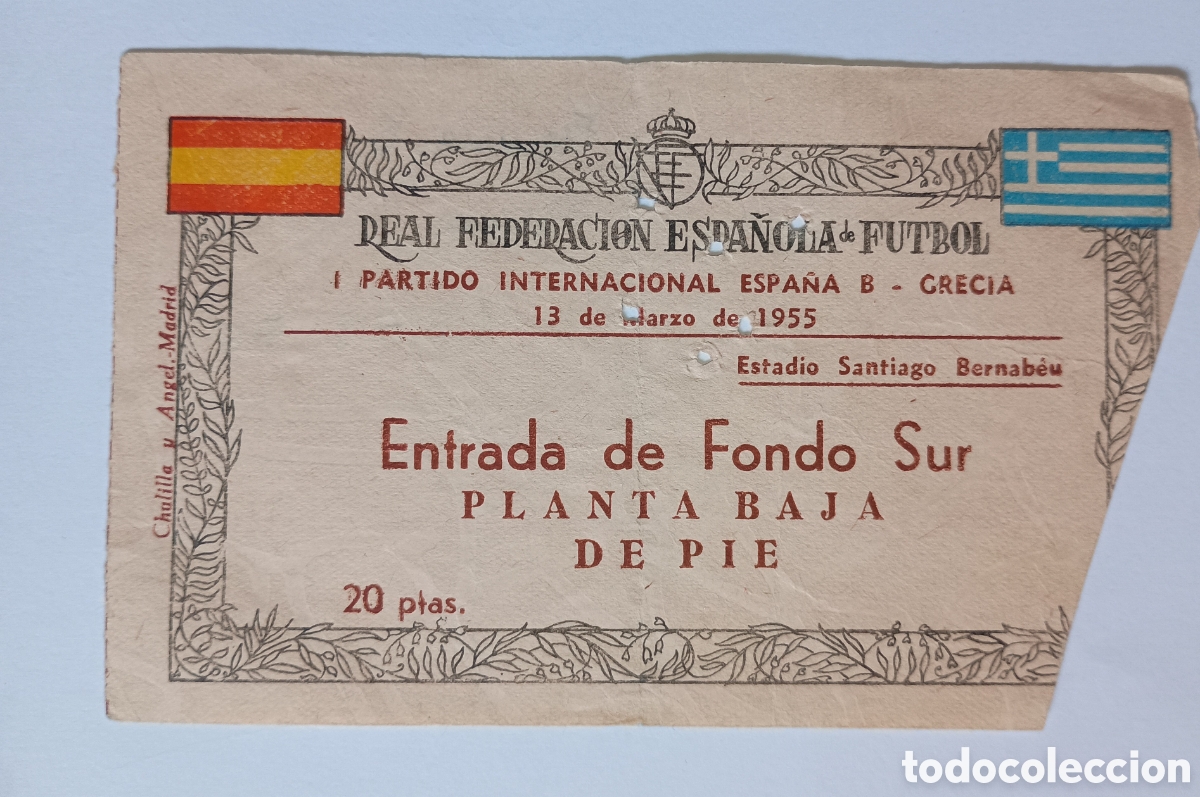 REAL FEDERACION ESPAÑOLA de FUTBOL
I PARTIDO INTERNACIONAL ESPAÑA B - GRECIA
13 de Marzo de 1955
Estadio Santiago Bernabéu
Entrada de Fondo Sur
PLANTA BAJA
DE PIE
20 ptas.
Chulilla y Angel.-Madrid
todocoleccion